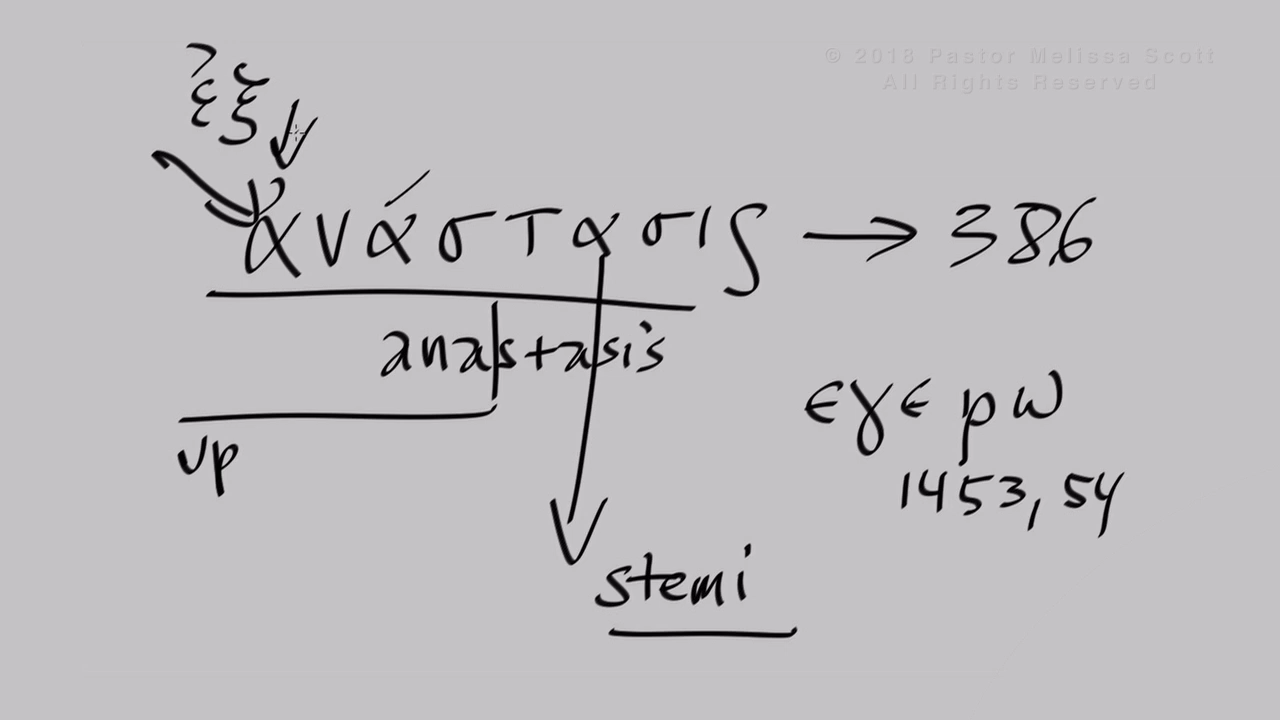 © 2018 Pastor Melissa Scott
All Rights Reserved
ἐξ
ἀνάστασις → 386
anastasis
up
εγερω
1453, 54
stemi